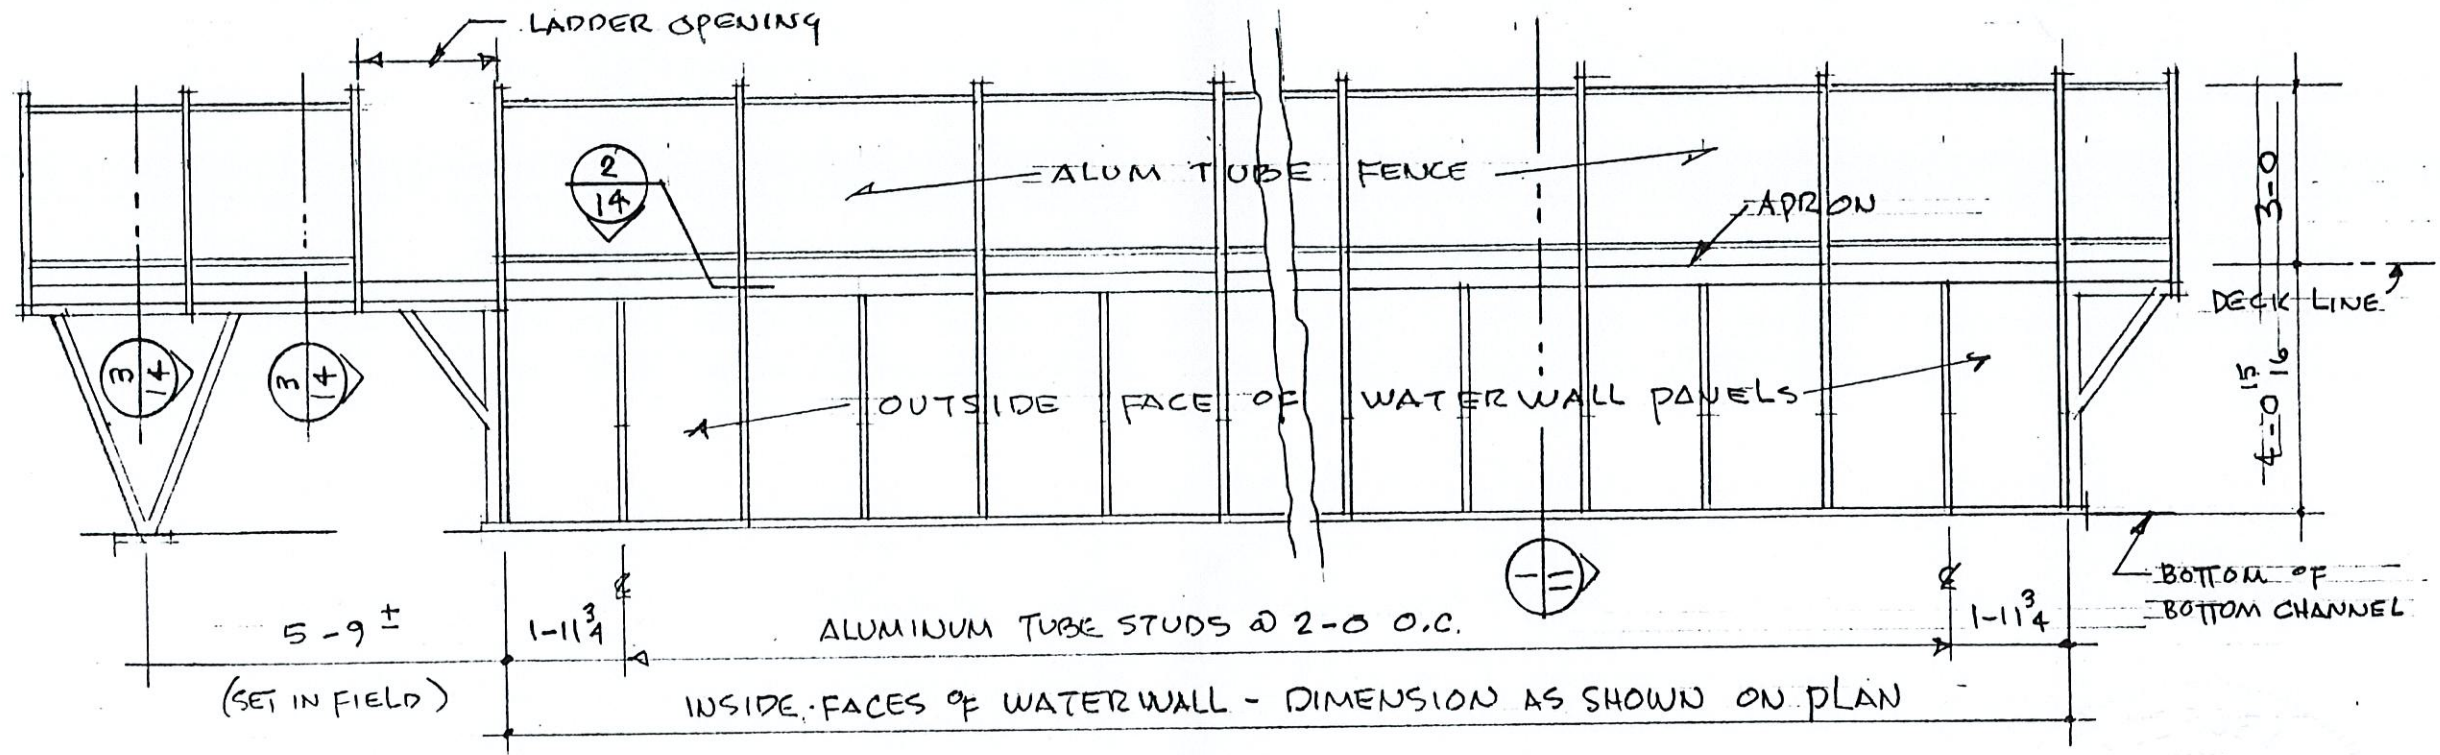 LADDER OPENING
2
14
ALUM TUBE FENCE
APRON
3-0
DECK LINE
3
14
3
14
OUTSIDE FACE OF WATERWALL PANELS
4-0 15/16
BOTTOM OF
BOTTOM CHANNEL
1
11
5-9 ±
1-11 3/4
ALUMINUM TUBE STUDS @ 2-0 O.C.
1-11 3/4
(SET IN FIELD)
INSIDE FACES OF WATERWALL - DIMENSION AS SHOWN ON PLAN